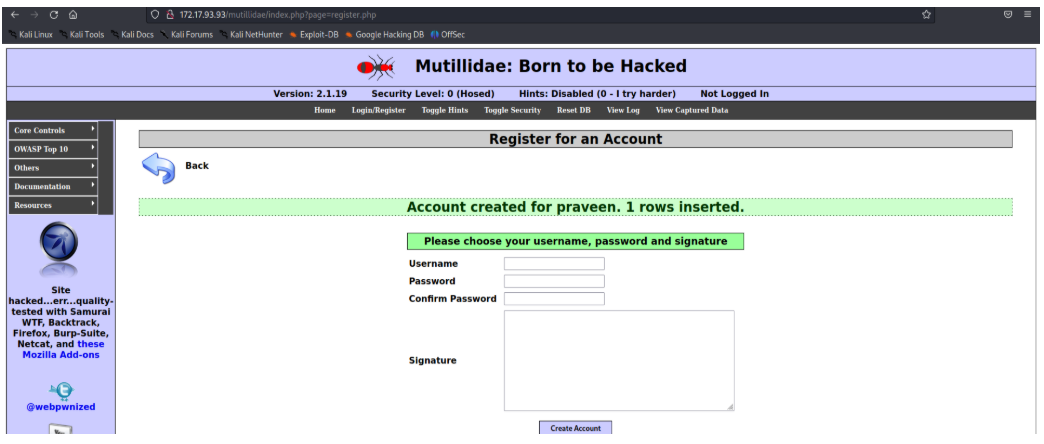 172.17.93.93/mutillidae/index.php?page=register.php
Kali Linux Kali Tools Kali Docs Kali Forums Kali NetHunter Exploit-DB Google Hacking DB OffSec
Mutillidae: Born to be Hacked
Version: 2.1.19 Security Level: 0 (Hosed) Hints: Disabled (0 - I try harder) Not Logged In
Home Login/Register Toggle Hints Toggle Security Reset DB View Log View Captured Data
Core Controls
OWASP Top 10
Others
Documentation
Resources
Site
hacked...err...quality-
tested with Samurai
WTF, Backtrack,
Firefox, Burp-Suite,
Netcat, and these
Mozilla Add-ons
@webpwnized
Register for an Account
Back
Account created for praveen. 1 rows inserted.
Please choose your username, password and signature
Username
Password
Confirm Password
Signature
Create Account